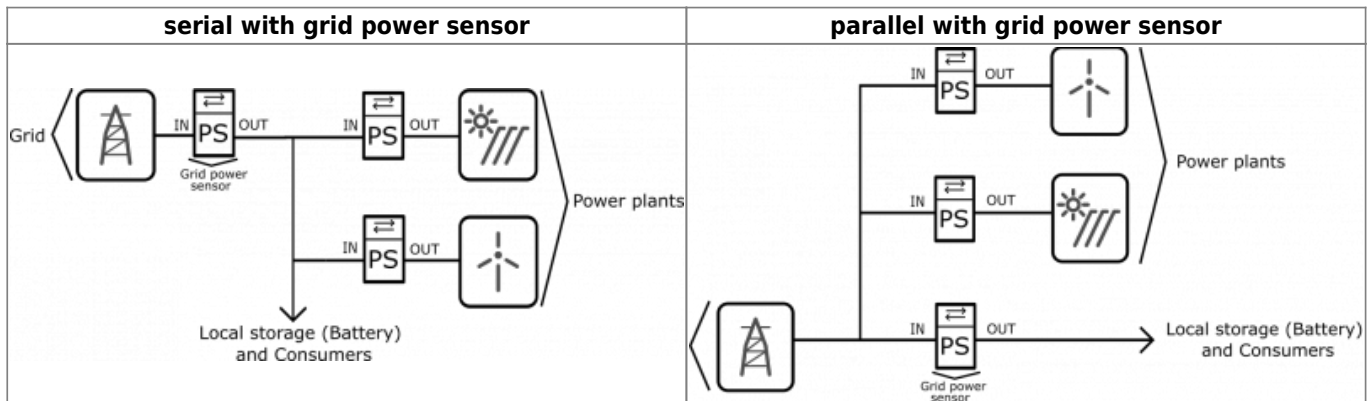 serial with grid power sensor
parallel with grid power sensor
Grid
IN
PS
OUT
Grid power
sensor
IN
PS
OUT
IN
PS
OUT
Power plants
Local storage (Battery)
and Consumers
IN
PS
OUT
IN
PS
OUT
Power plants
IN
PS
OUT
Grid power
sensor
Local storage (Battery)
and Consumers